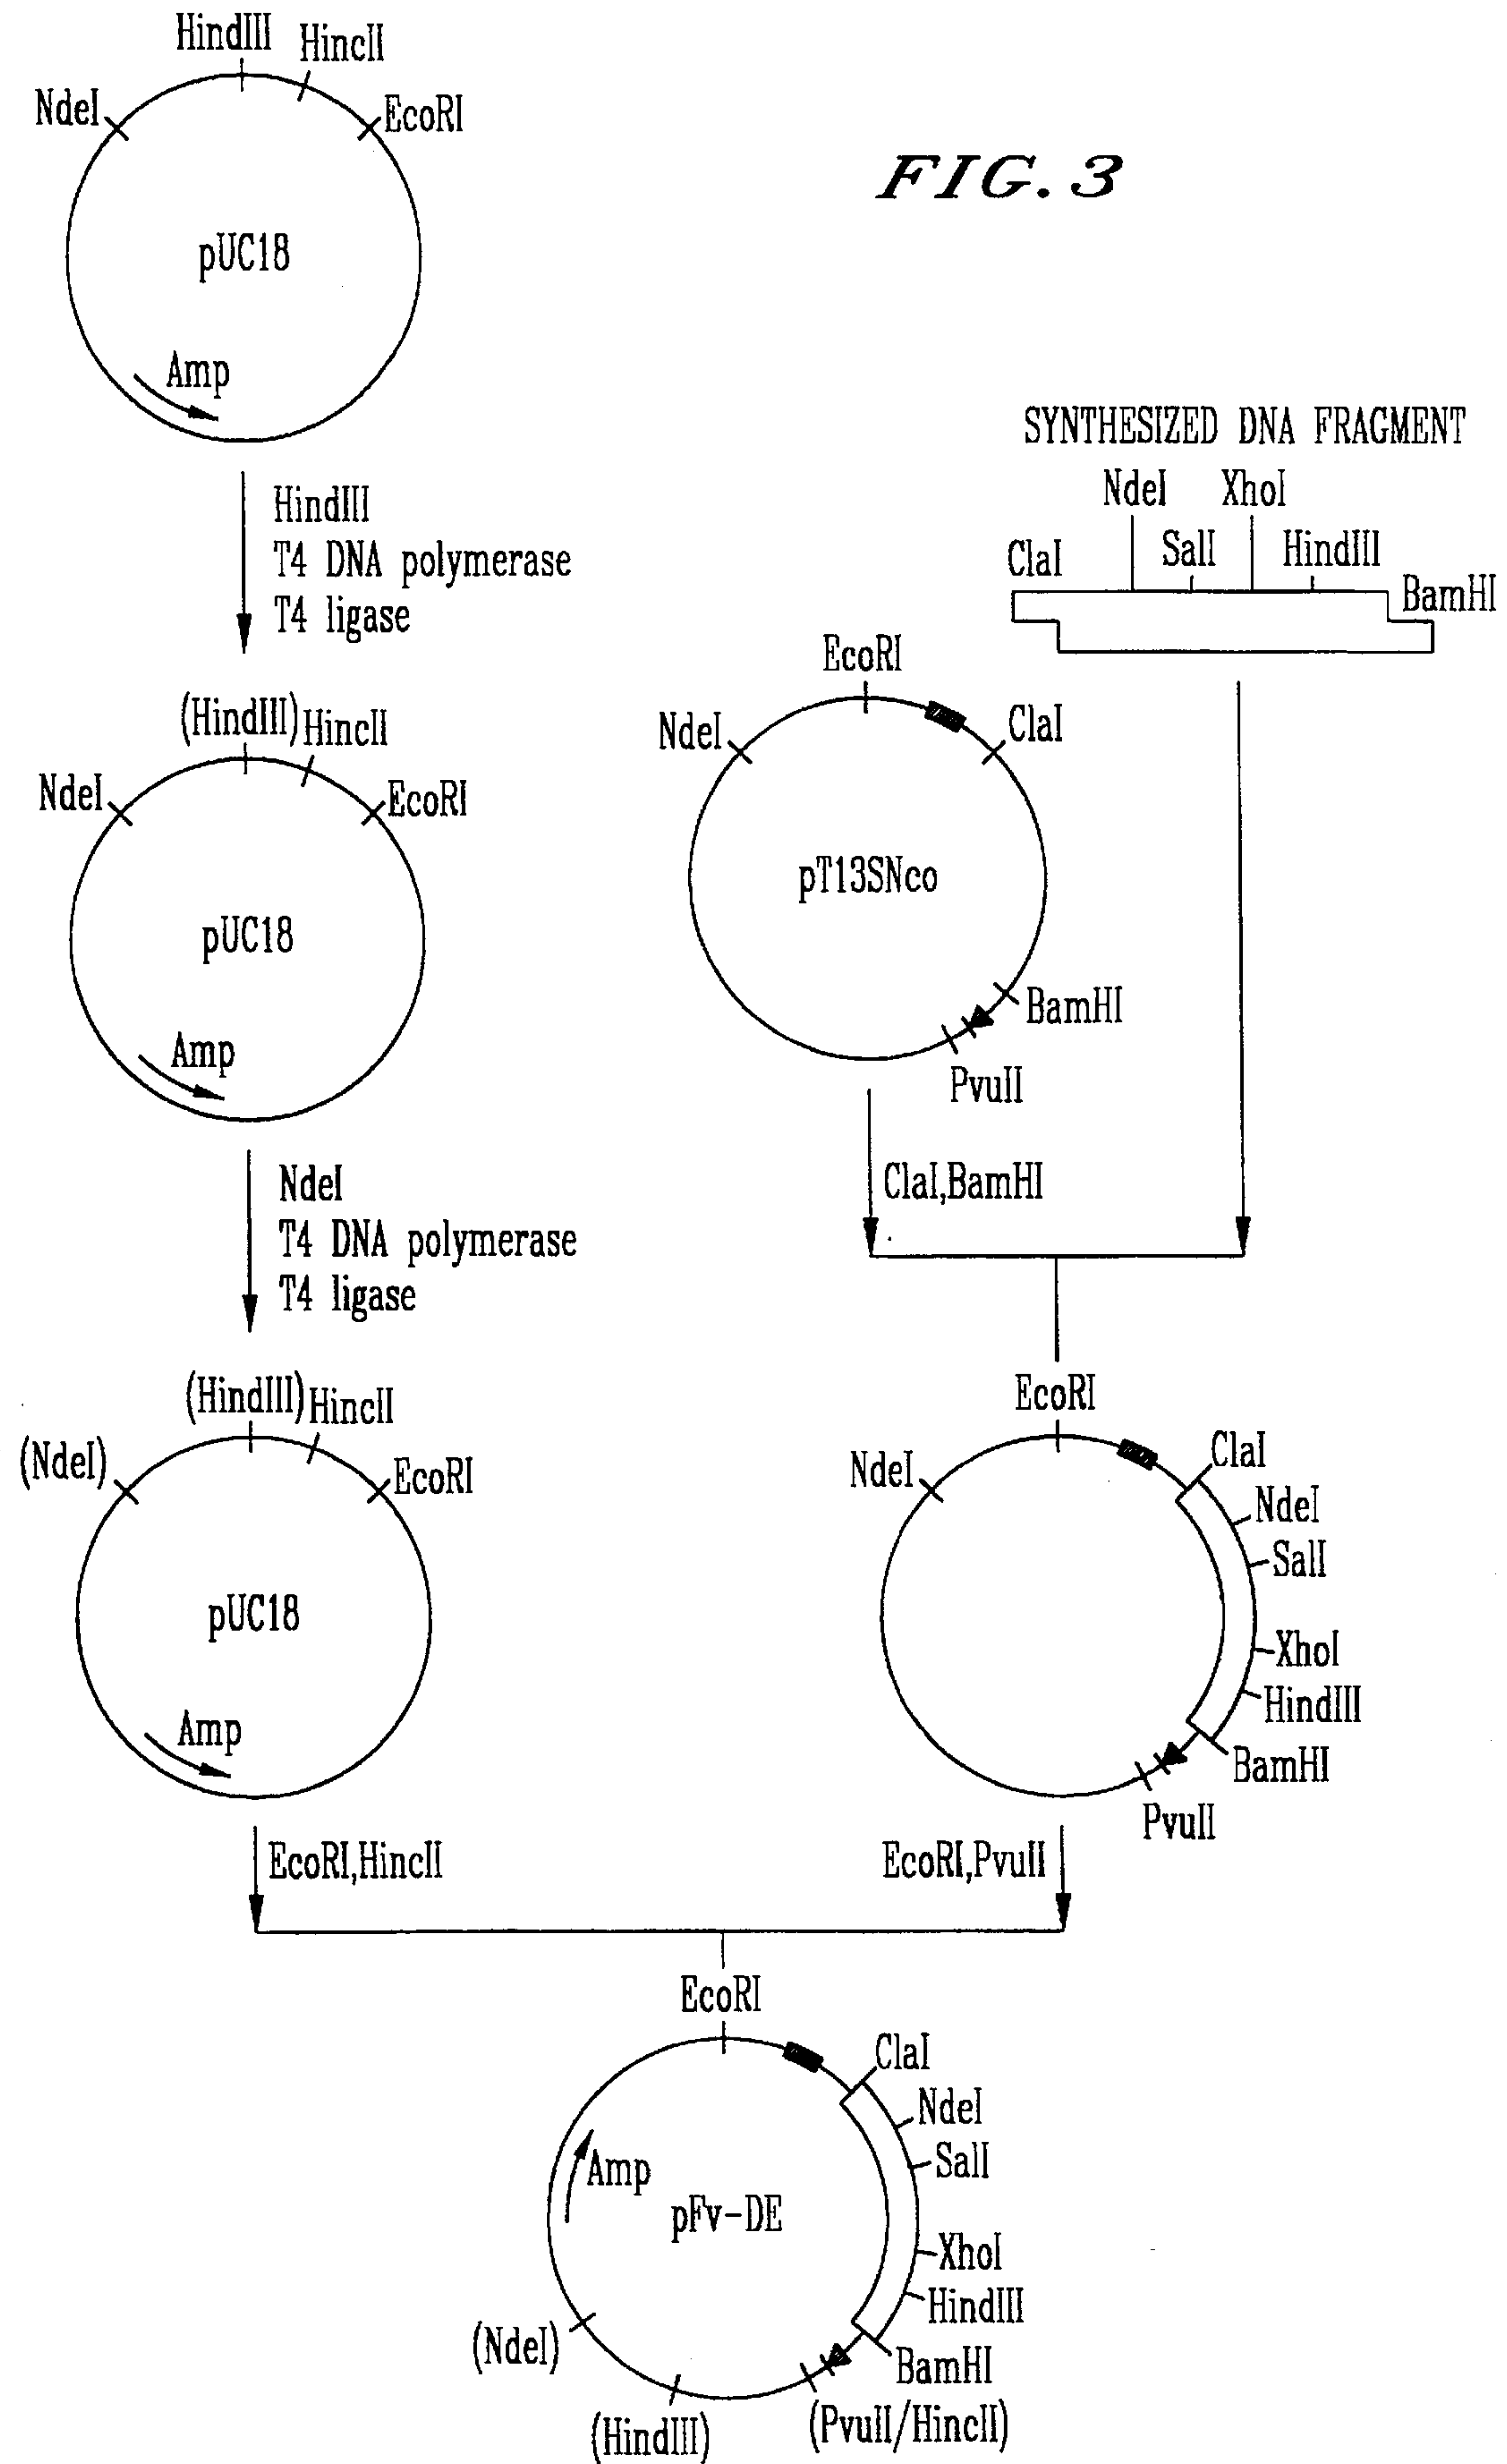 FIG. 3
HindIII
HincII
NdeI
EcoRI
pUC18
Amp
HindIII
T4 DNA polymerase
T4 ligase
(HindIII)
HincII
NdeI
EcoRI
pUC18
Amp
NdeI
T4 DNA polymerase
T4 ligase
(HindIII)
HincII
(NdeI)
EcoRI
pUC18
Amp
EcoRI,HincII
SYNTHESIZED DNA FRAGMENT
NdeI
XhoI
ClaI
SalI
HindIII
BamHI
EcoRI
NdeI
ClaI
pT13SNco
BamHI
PvuII
ClaI,BamHI
EcoRI
NdeI
ClaI
NdeI
SalI
XhoI
HindIII
BamHI
PvuII
EcoRI,PvuII
EcoRI
ClaI
NdeI
SalI
Amp
pFv-DE
XhoI
HindIII
(NdeI)
BamHI
(HindIII)
(PvuII/HincII)